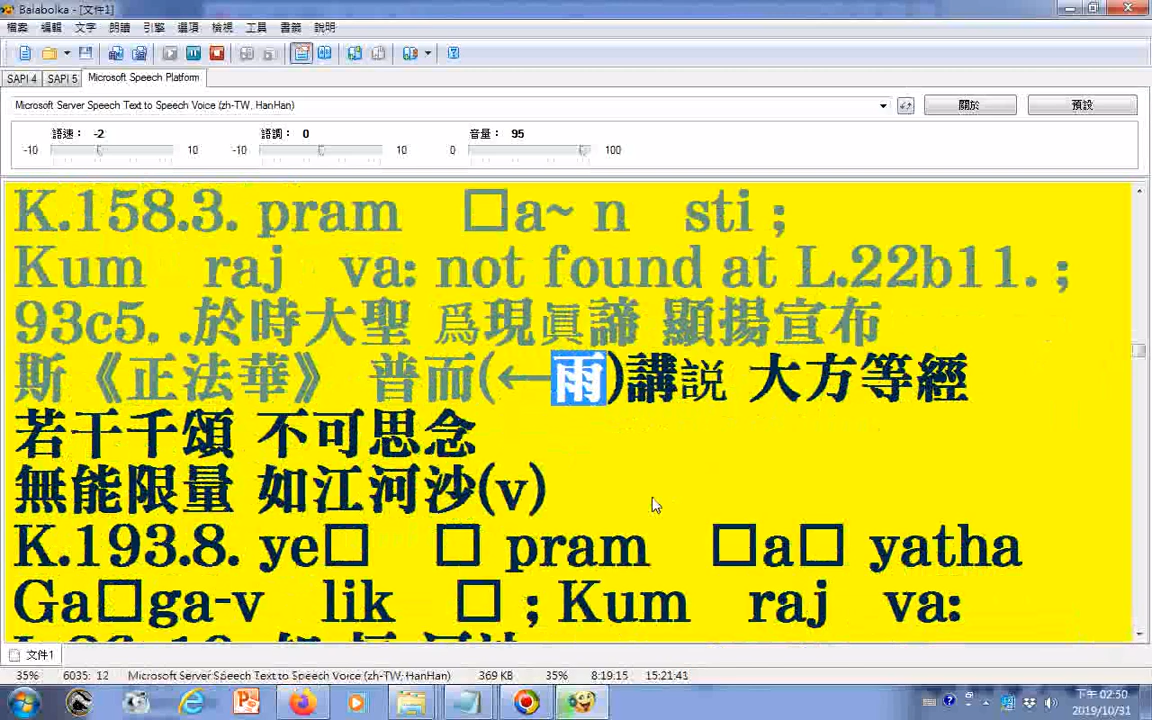 Balabolka - [文件1]
檔案 編輯 文字 朗讀 引擎 選項 檢視 工具 書籤 說明
SAPI 4 SAPI 5 Microsoft Speech Platform
Microsoft Server Speech Text to Speech Voice (zh-TW, HanHan) 關於 預設
語速： -2 語調： 0 音量： 95
-10 10 -10 10 0 100
K.158.3. pram □a~ n sti ;
Kum raj va: not found at L.22b11. ;
93c5. .於時大聖 爲現眞諦 顯揚宣布
斯《正法華》 普而(←雨)講説 大方等經
若干千頌 不可思念
無能限量 如江河沙(v)
K.193.8. ye□ □ pram □a□ yatha
Ga□ga-v lik □ ; Kum raj va:
文件1
35% 6035: 12 Microsoft Server Speech Text to Speech Voice (zh-TW, HanHan) 369 KB 35% 8:19:15 15:21:43
下午 02:50
2019/10/31